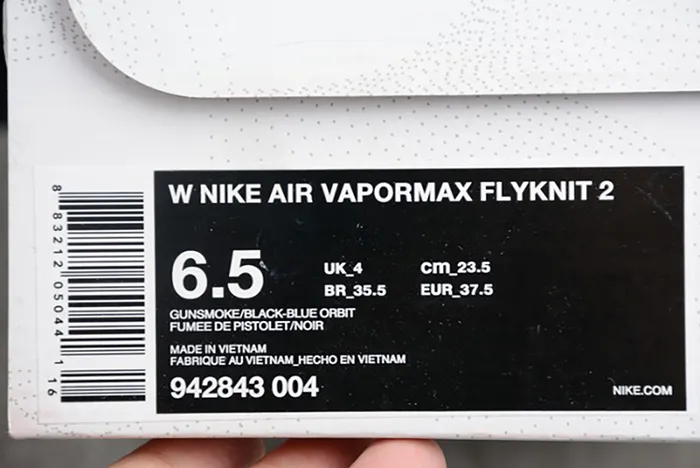 W NIKE AIR VAPORMAX FLYKNIT 2
6.5
UK_4 cm_23.5
BR_35.5 EUR_37.5
GUNSMOKE/BLACK-BLUE ORBIT
FUMEE DE PISTOLET/NOIR
MADE IN VIETNAM
FABRIQUE AU VIETNAM_HECHO EN VIETNAM
942843 004
NIKE.COM
8 83212 05044 1 16